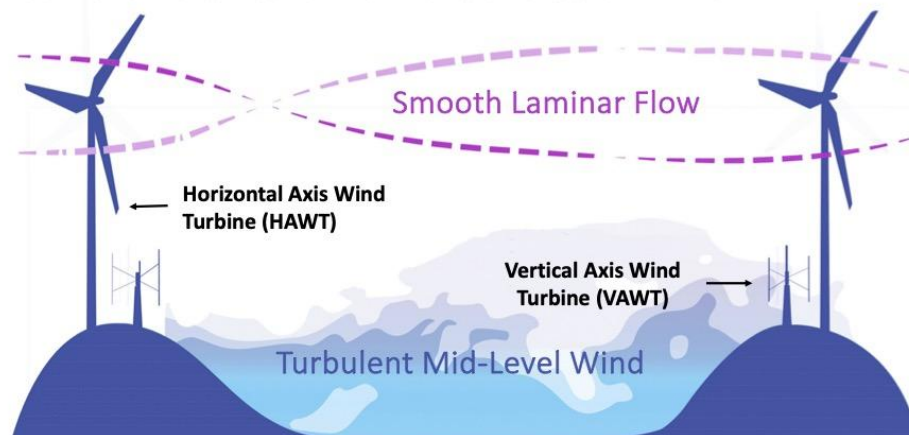 Smooth Laminar Flow
Horizontal Axis Wind
Turbine (HAWT)
Vertical Axis Wind
Turbine (VAWT)
Turbulent Mid-Level Wind